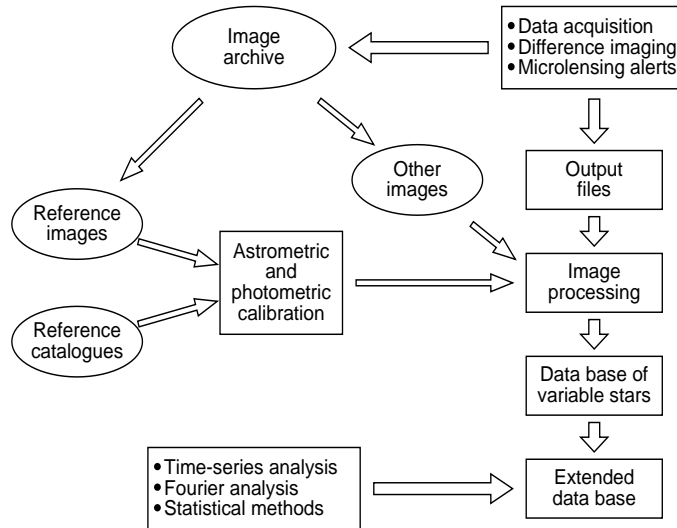 Image
archive
• Data acquisition
• Difference imaging
• Microlensing alerts
Other
images
Output
files
Reference
images
Astrometric
and
photometric
calibration
Image
processing
Reference
catalogues
Data base of
variable stars
• Time-series analysis
• Fourier analysis
• Statistical methods
Extended
data base